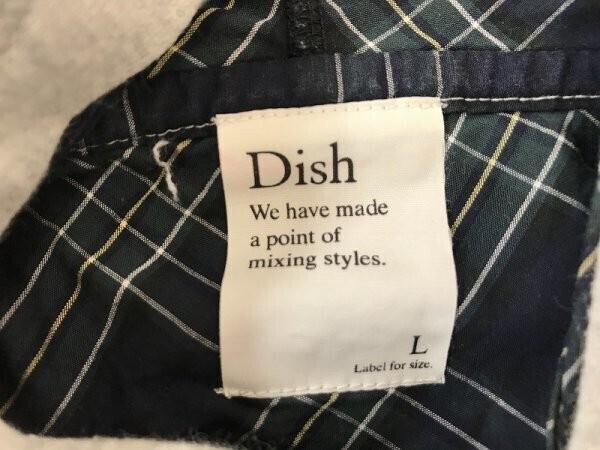 Dish
We have made
a point of
mixing styles.
L
Label for size.